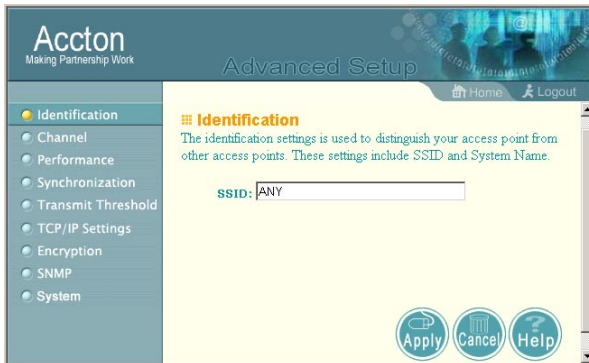 Accton
Making Partnership Work
Advanced Setup
Home
Logout
Identification
Channel
Performance
Synchronization
Transmit Threshold
TCP/IP Settings
Encryption
SNMP
System
Identification
The identification settings is used to distinguish your access point from
other access points. These settings include SSID and System Name.
SSID: ANY
Apply
Cancel
Help